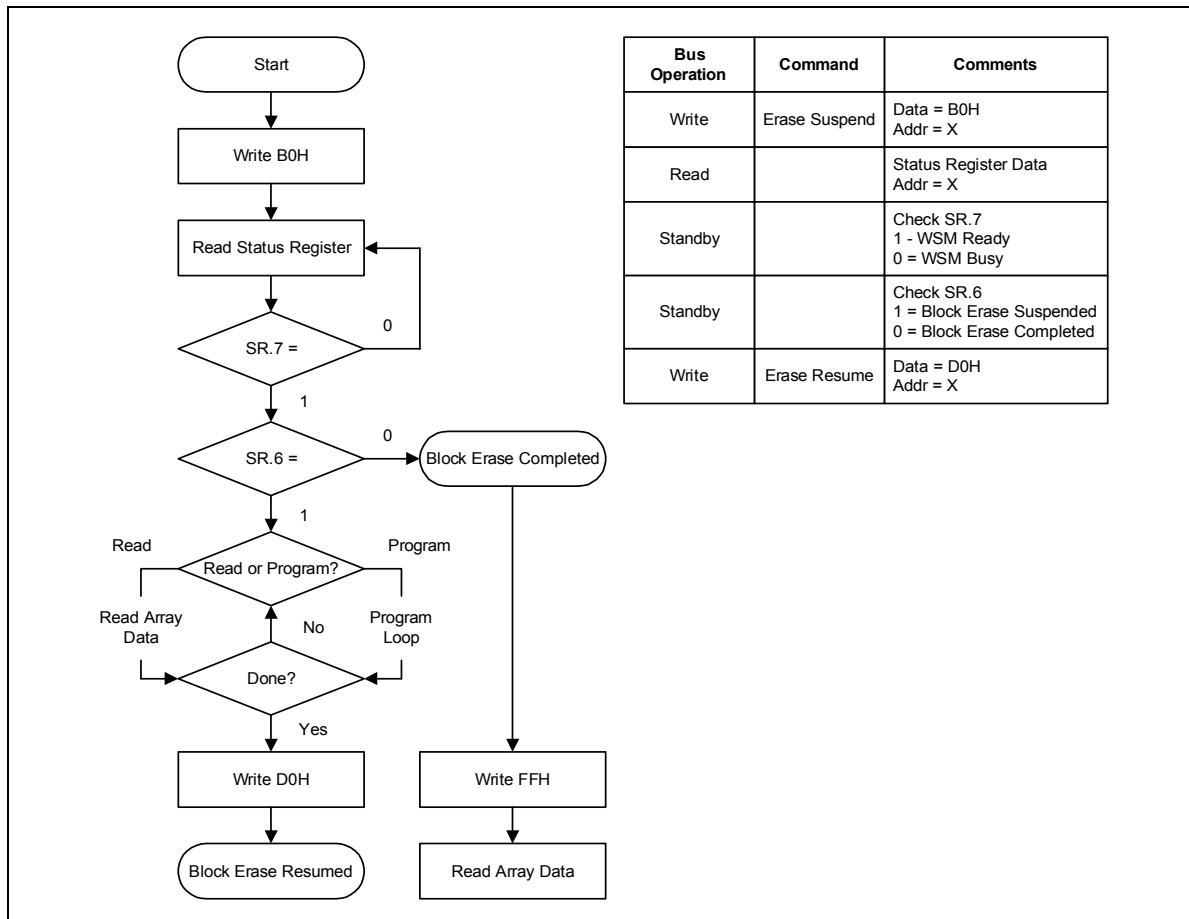 Start
Write B0H
Read Status Register
0
SR.7 =
1
0
SR.6 =
Block Erase Completed
1
Read
Program
Read or Program?
Read Array
Data
No
Program
Loop
Done?
Yes
Write D0H
Write FFH
Block Erase Resumed
Read Array Data
Bus
Operation
Command
Comments
Write
Erase Suspend
Data = B0H
Addr = X
Read
Status Register Data
Addr = X
Standby
Check SR.7
1 - WSM Ready
0 = WSM Busy
Standby
Check SR.6
1 = Block Erase Suspended
0 = Block Erase Completed
Write
Erase Resume
Data = D0H
Addr = X